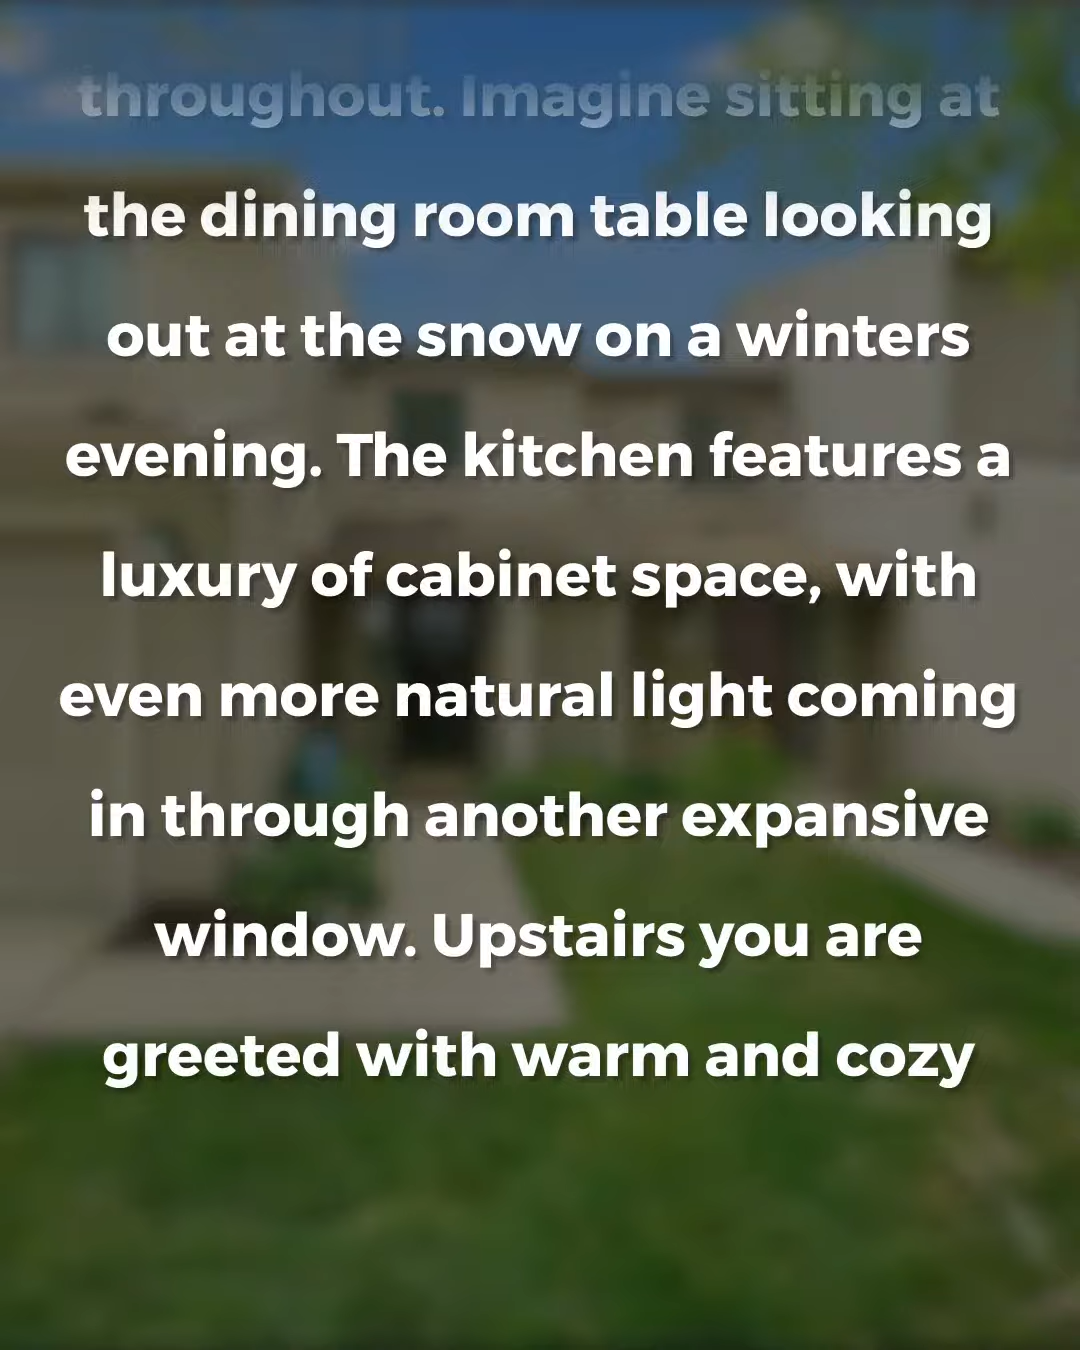 throughout. Imagine sitting at
the dining room table looking
out at the snow on a winters
evening. The kitchen features a
luxury of cabinet space, with
even more natural light coming
in through another expansive
window. Upstairs you are
greeted with warm and cozy